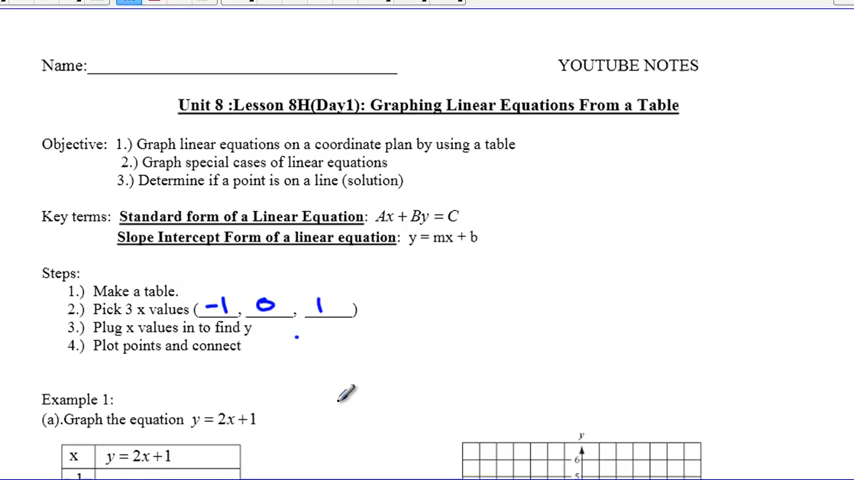 Name:____________________ YOUTUBE NOTES
Unit 8 :Lesson 8H(Day1): Graphing Linear Equations From a Table
Objective: 1.) Graph linear equations on a coordinate plan by using a table
2.) Graph special cases of linear equations
3.) Determine if a point is on a line (solution)
Key terms: Standard form of a Linear Equation: Ax + By = C
Slope Intercept Form of a linear equation: y = mx + b
Steps:
1.) Make a table.
2.) Pick 3 x values ( -1 , 0 , 1 )
3.) Plug x values in to find y
4.) Plot points and connect
Example 1:
(a).Graph the equation y = 2x + 1
y
x y = 2x + 1
6